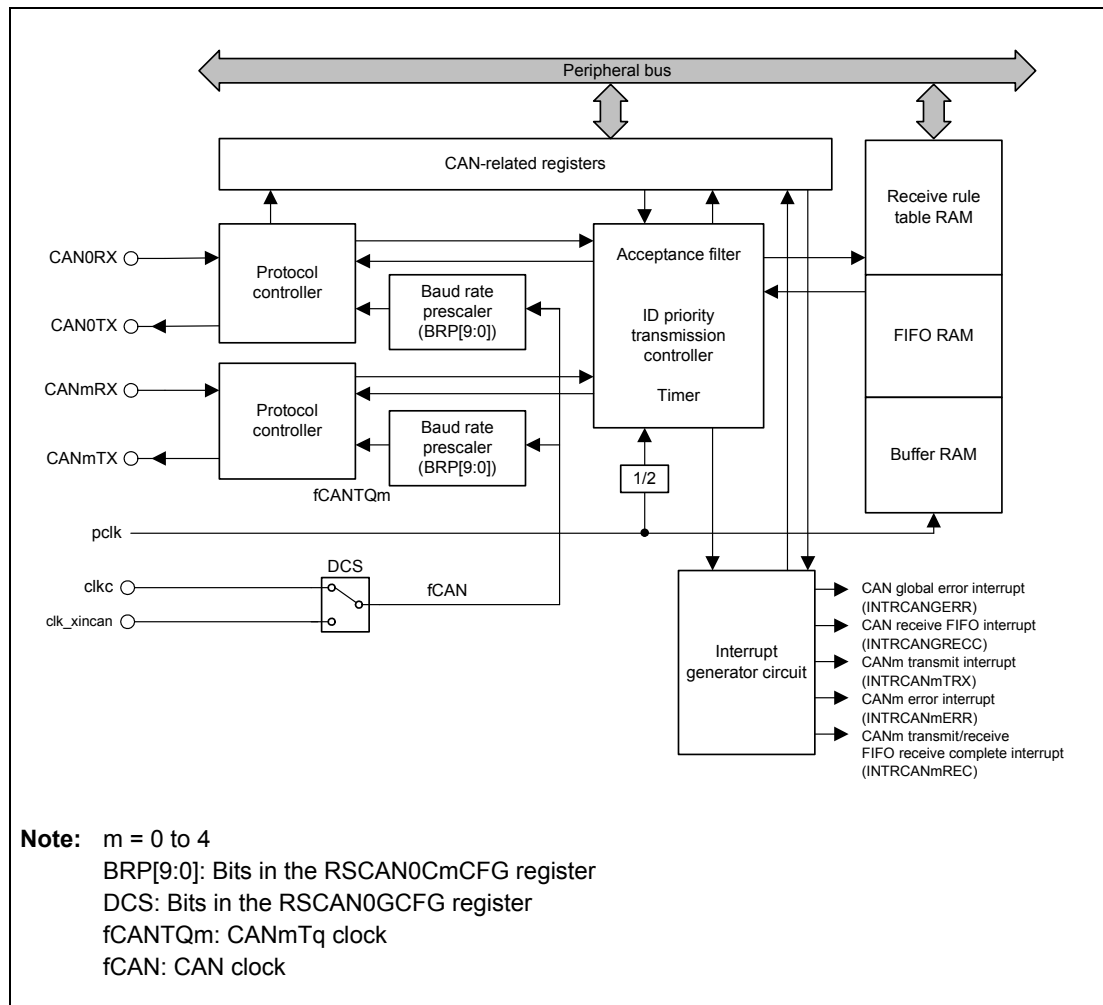 Peripheral bus
CAN-related registers
Receive rule
table RAM
FIFO RAM
Buffer RAM
CAN0RX
CAN0TX
CANmRX
CANmTX
Protocol
controller
Baud rate
prescaler
(BRP[9:0])
Protocol
controller
Baud rate
prescaler
(BRP[9:0])
fCANTQm
Acceptance filter
ID priority
transmission
controller
Timer
1/2
pclk
clkc
clk_xincan
DCS
fCAN
Interrupt
generator circuit
CAN global error interrupt
(INTRCANGERR)
CAN receive FIFO interrupt
(INTRCANGRECC)
CANm transmit interrupt
(INTRCANmTRX)
CANm error interrupt
(INTRCANmERR)
CANm transmit/receive
FIFO receive complete interrupt
(INTRCANmREC)
Note: m = 0 to 4
BRP[9:0]: Bits in the RSCAN0CmCFG register
DCS: Bits in the RSCAN0GCFG register
fCANTQm: CANmTq clock
fCAN: CAN clock